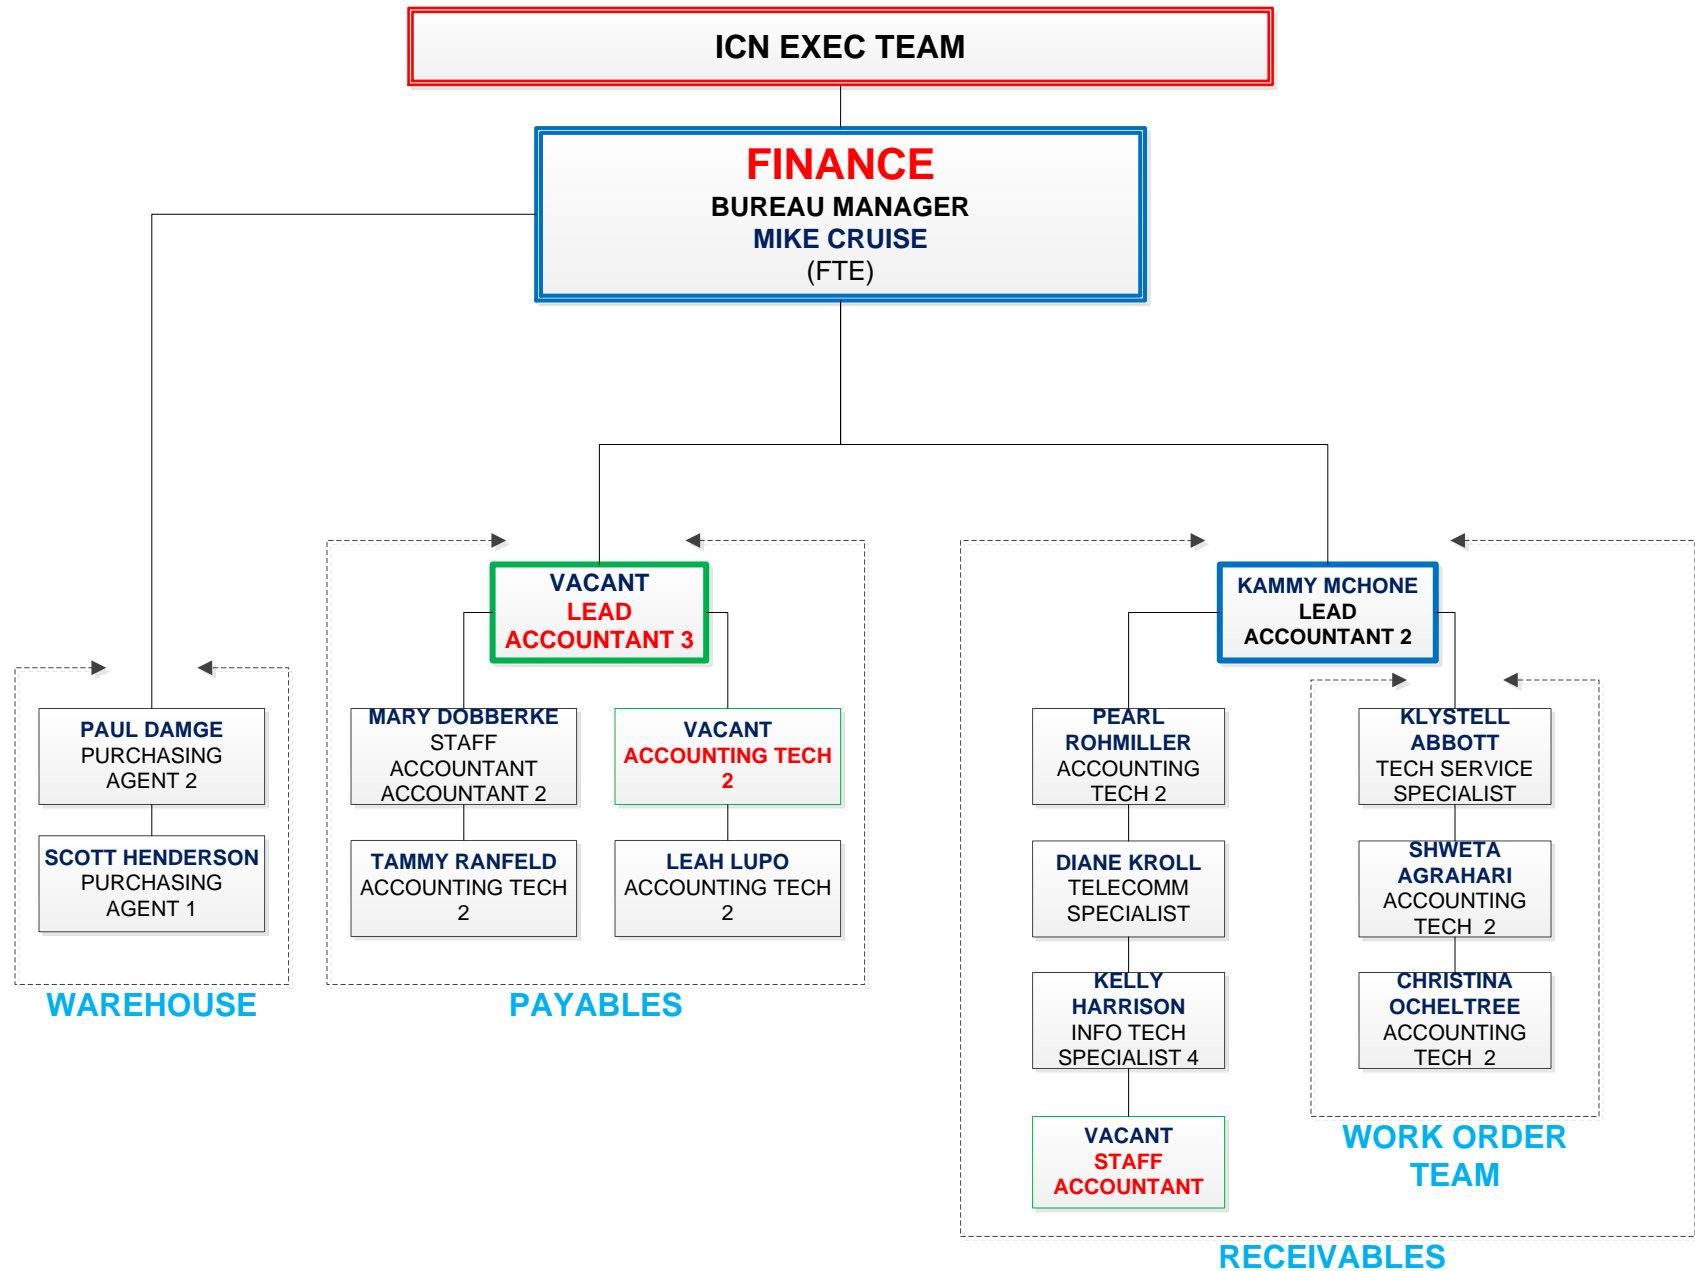 ICN EXEC TEAM
FINANCE
BUREAU MANAGER
MIKE CRUISE
(FTE)
VACANT
LEAD
ACCOUNTANT 3
KAMMY MCHONE
LEAD
ACCOUNTANT 2
PAUL DAMGE
PURCHASING
AGENT 2
SCOTT HENDERSON
PURCHASING
AGENT 1
WAREHOUSE
MARY DOBBERKE
STAFF
ACCOUNTANT
ACCOUNTANT 2
TAMMY RANFELD
ACCOUNTING TECH
2
VACANT
ACCOUNTING TECH
2
LEAH LUPO
ACCOUNTING TECH
2
PAYABLES
PEARL
ROHMILLER
ACCOUNTING
TECH 2
DIANE KROLL
TELECOMM
SPECIALIST
KELLY
HARRISON
INFO TECH
SPECIALIST 4
VACANT
STAFF
ACCOUNTANT
KLYSTELL
ABBOTT
TECH SERVICE
SPECIALIST
SHWETA
AGRAHARI
ACCOUNTING
TECH  2
CHRISTINA
OCHELTREE
ACCOUNTING
TECH  2
WORK ORDER
TEAM
RECEIVABLES